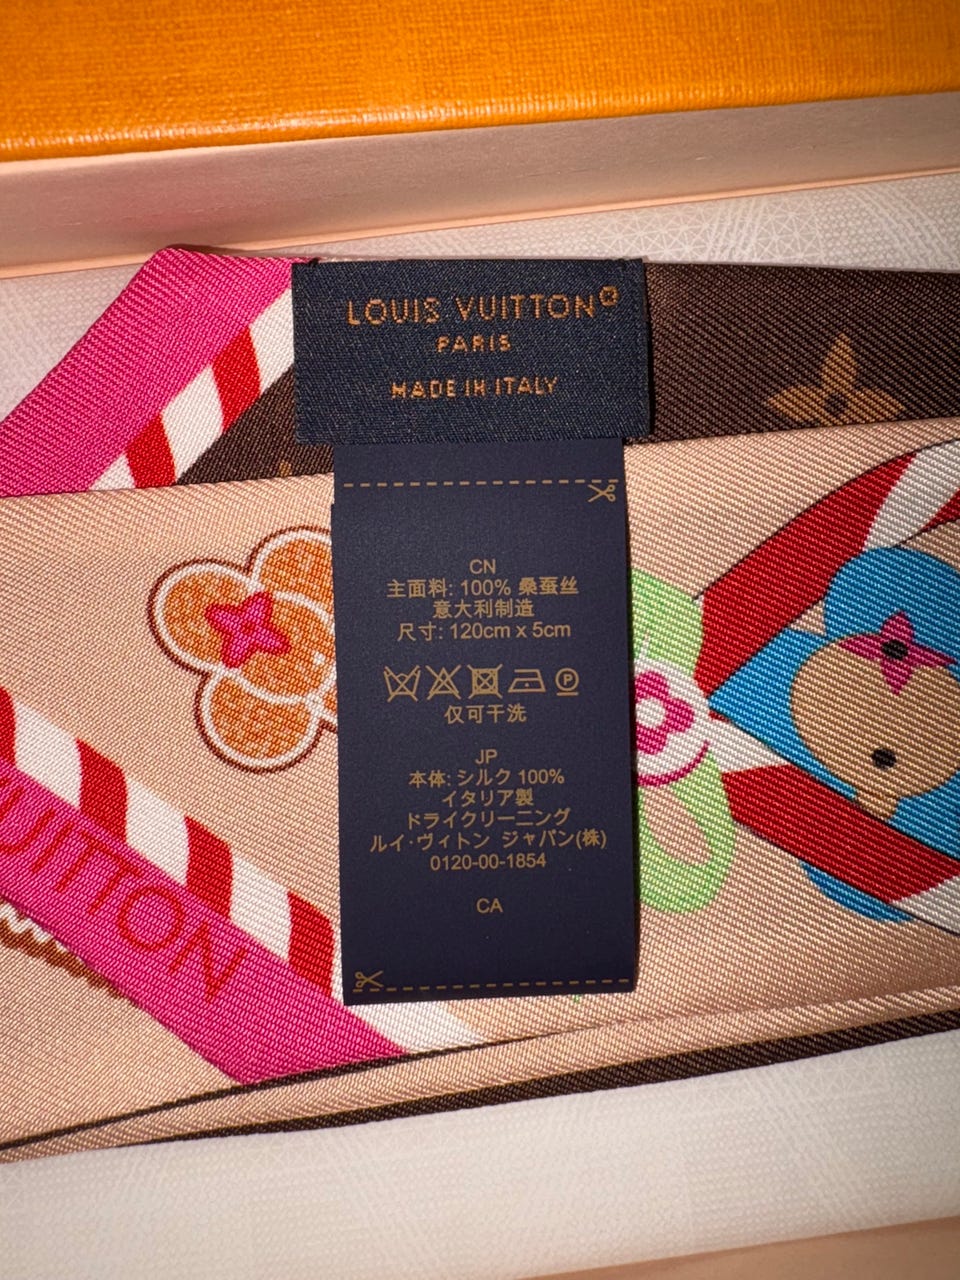 LOUIS VUITTON®
PARIS
MADE IN ITALY
CN
主面料: 100% 桑蚕丝
意大利制造
尺寸: 120cm x 5cm
P
仅可干洗
JP
本体: シルク 100%
イタリア製
ドライクリーニング
ルイ·ヴィトン ジャパン(株)
0120-00-1854
CA
UITTON